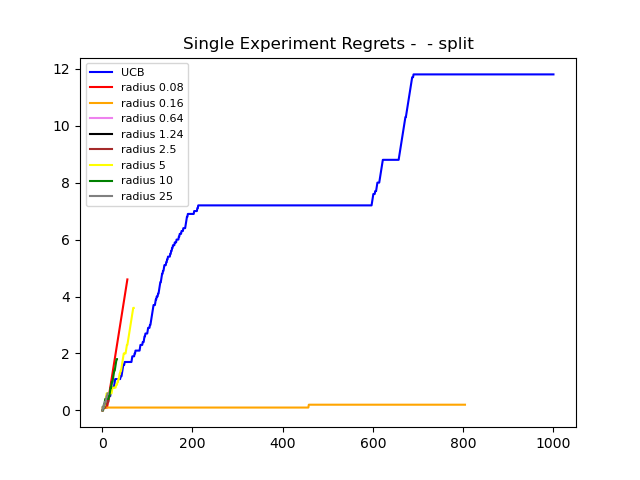 Single Experiment Regrets -  - split
12
10
8
6
4
2
0
UCB
radius 0.08
radius 0.16
radius 0.64
radius 1.24
radius 2.5
radius 5
radius 10
radius 25
0 200 400 600 800 1000